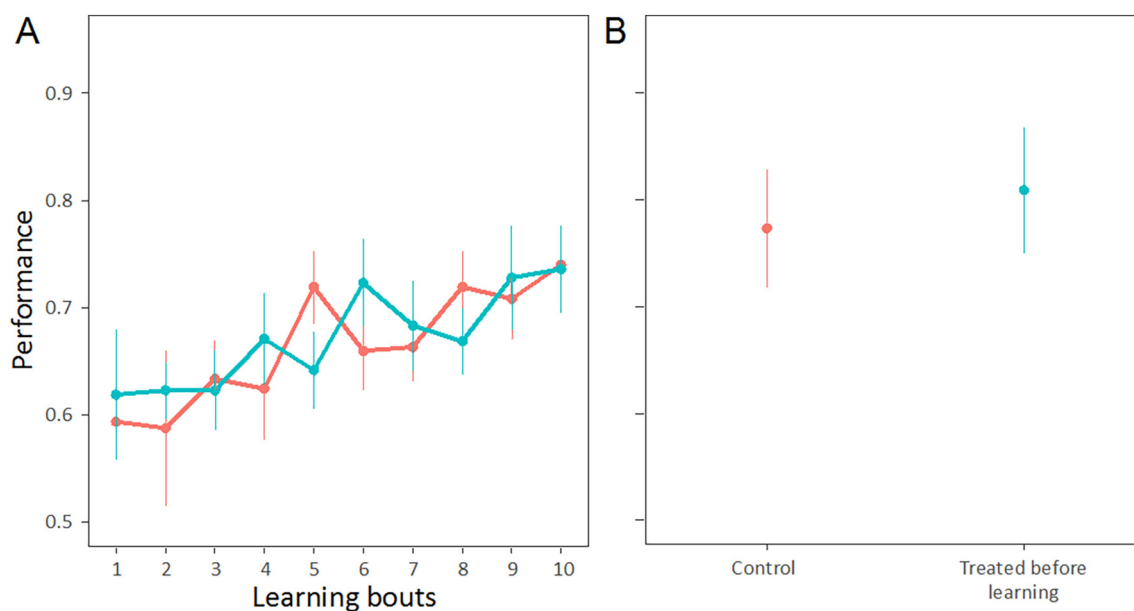 A
B
0.9
0.8
0.7
0.6
0.5
Performance
1 2 3 4 5 6 7 8 9 10
Learning bouts
Control
Treated before
learning